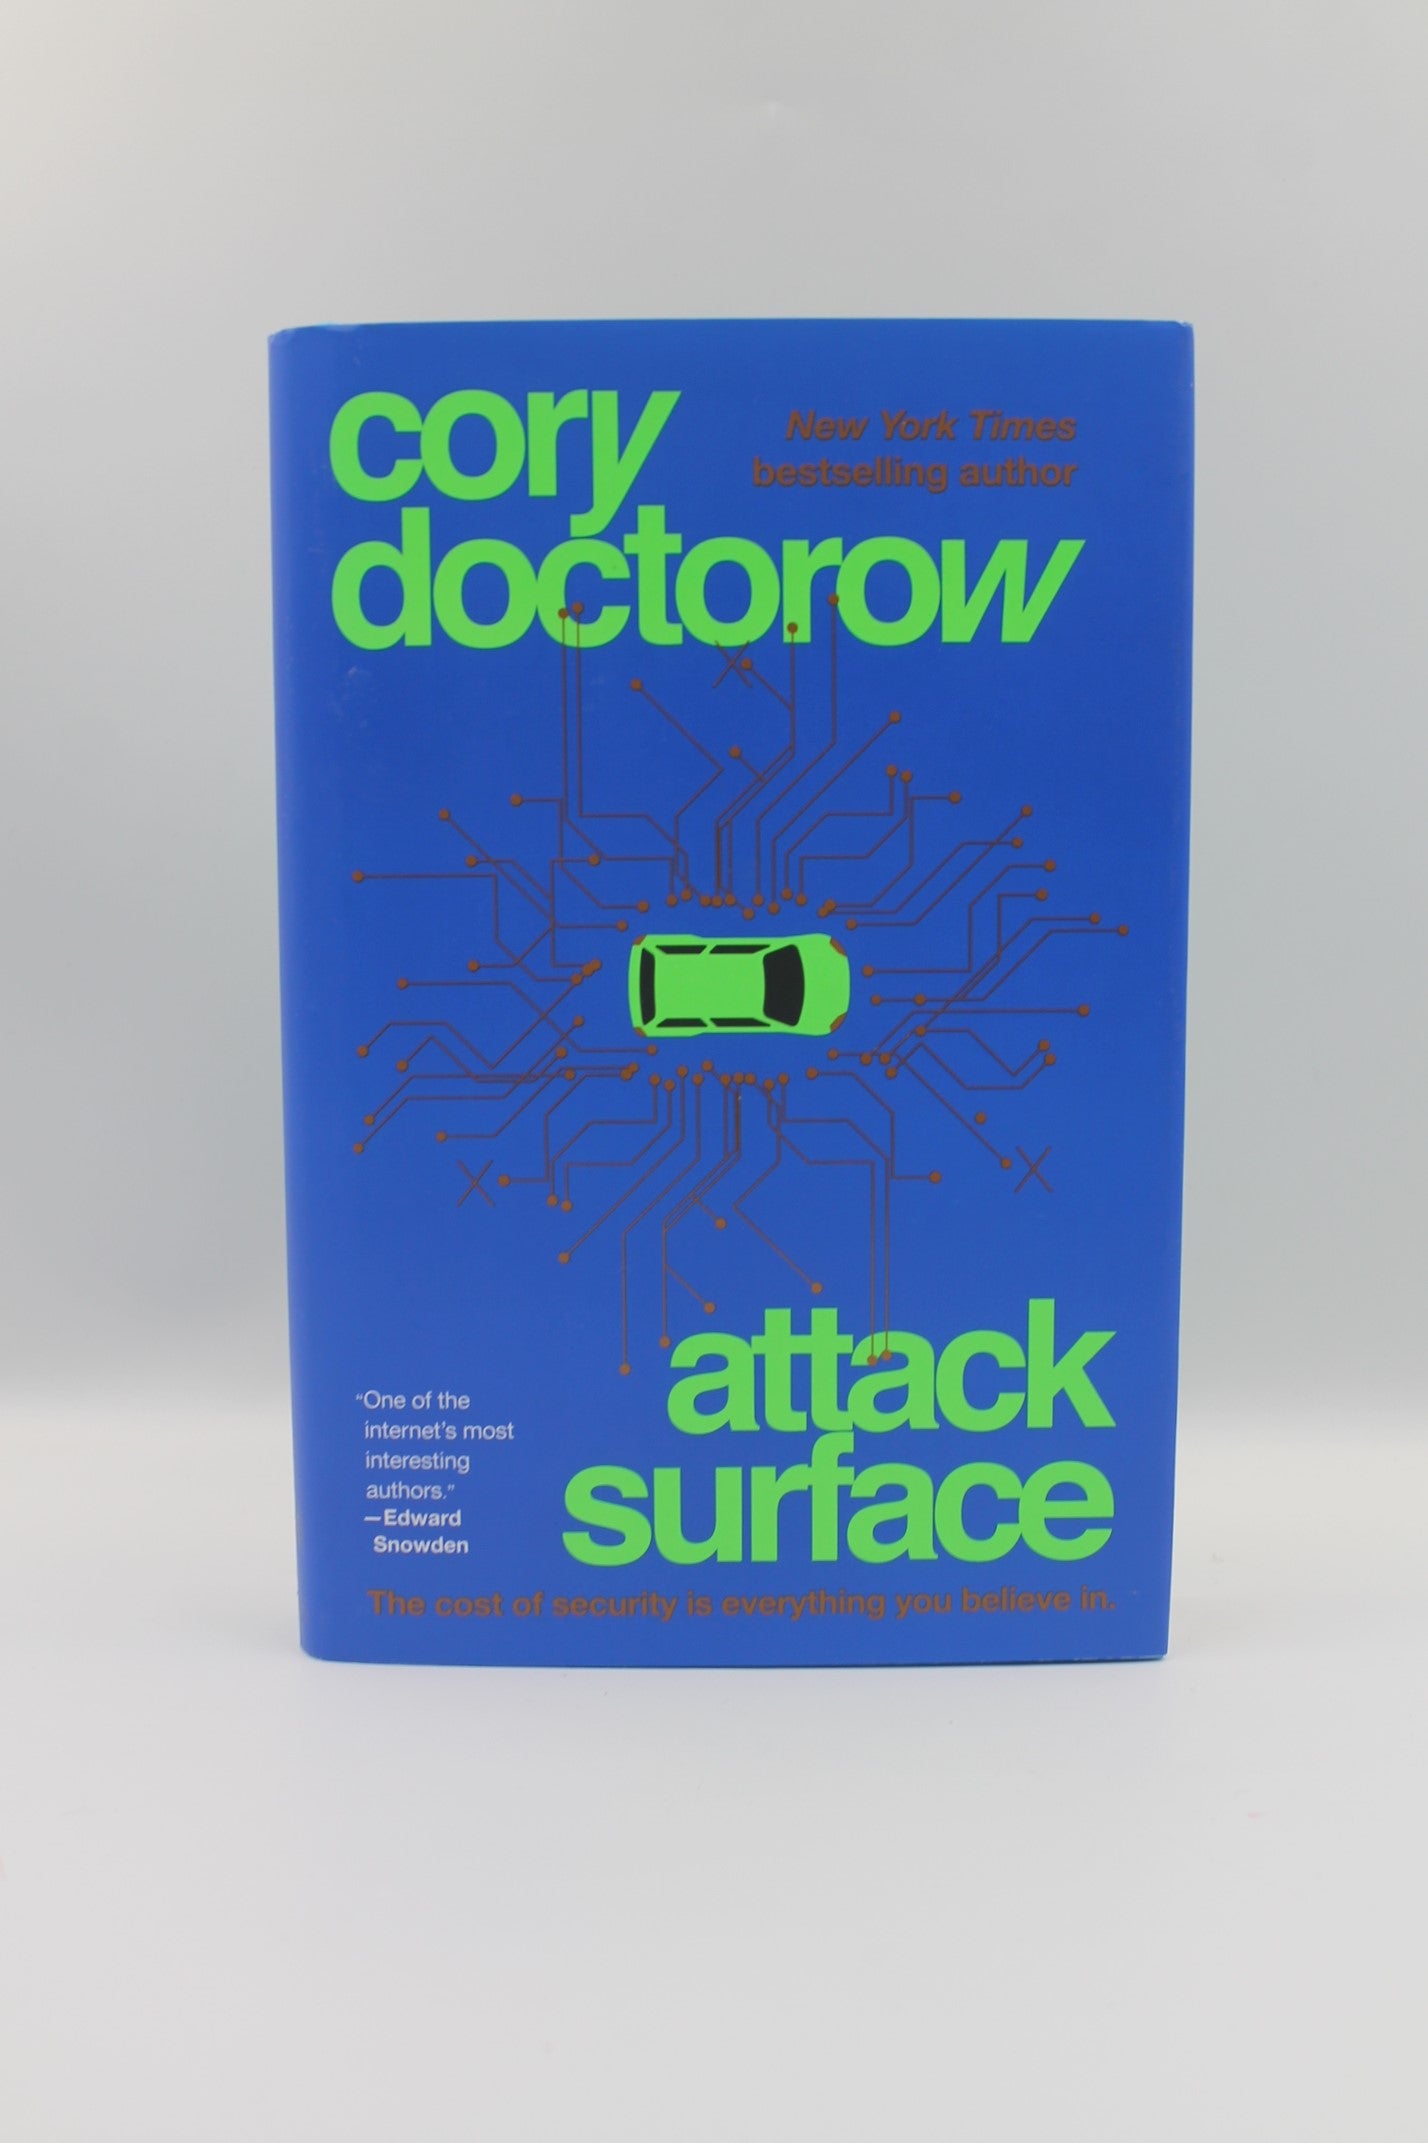 cory
New York Times
bestselling author
doctorow
attack
surface
“One of the
internet’s most
interesting
authors.”
—Edward
Snowden
The cost of security is everything you believe in.